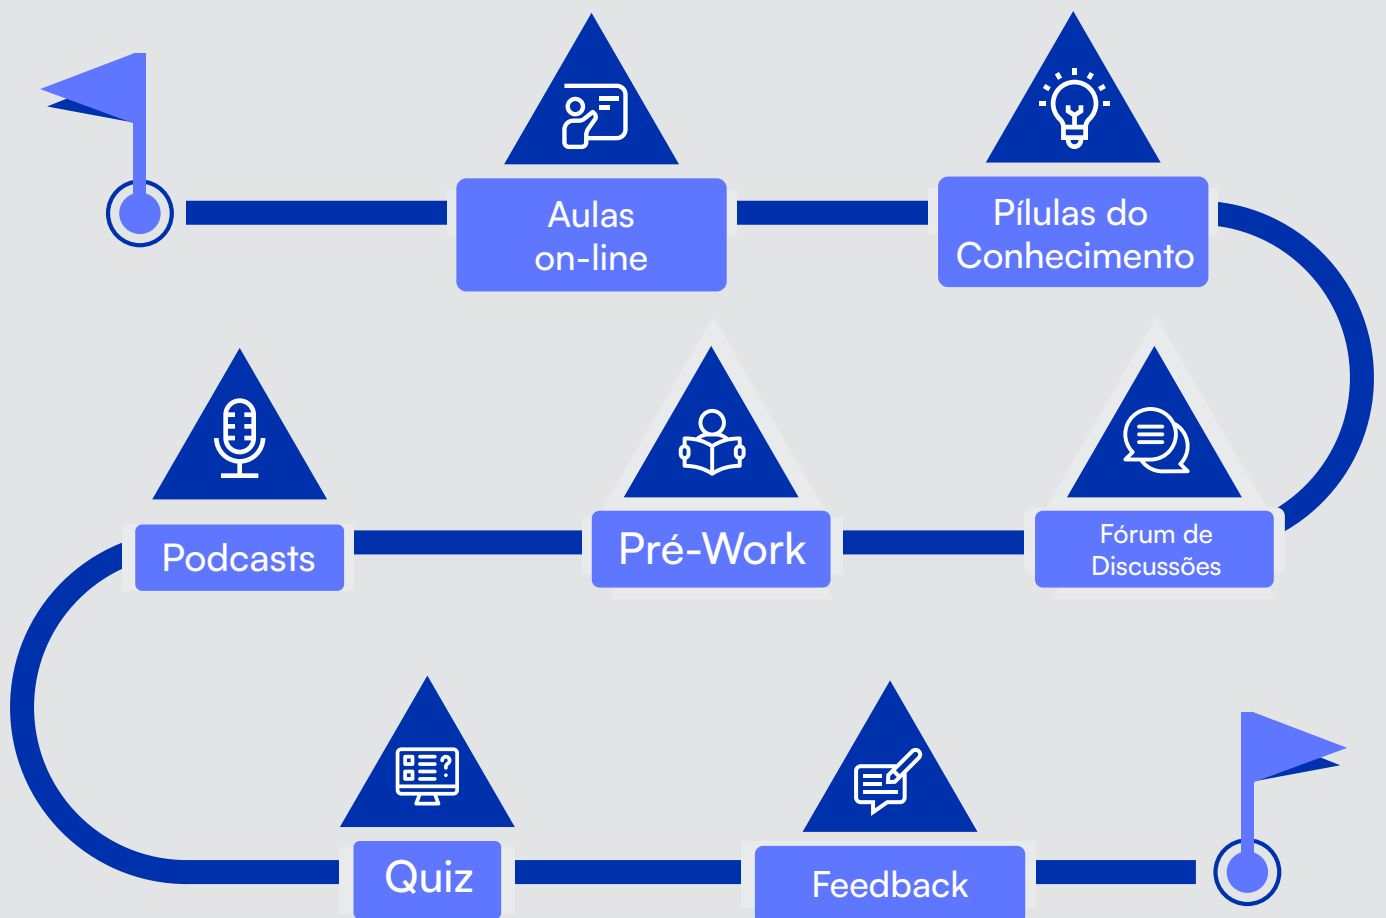 Aulas
on-line
Pílulas do
Conhecimento
Podcasts
Pré-Work
Fórum de
Discussões
Quiz
Feedback